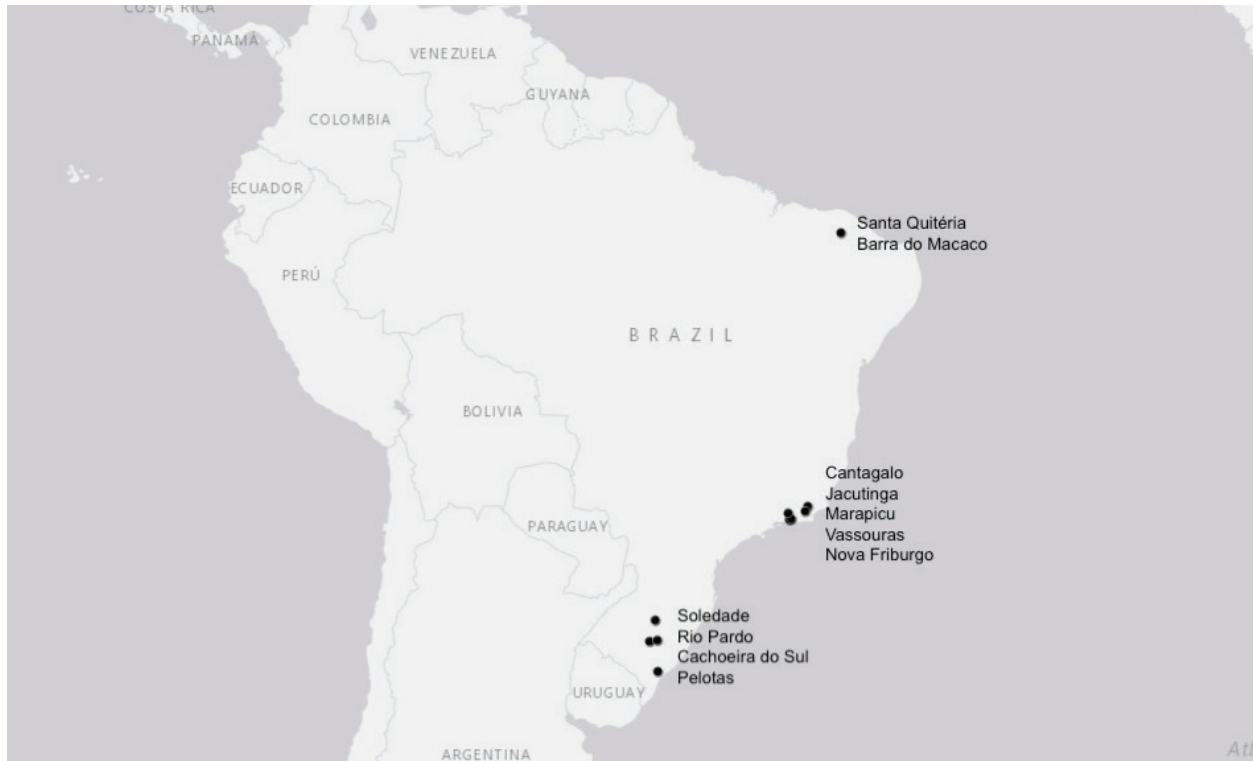 COSTA RICA
PANAMÁ
VENEZUELA
GUYANA
COLOMBIA
ECUADOR
Santa Quitéria
Barra do Macaco
PERÚ
BRAZIL
BOLIVIA
Cantagalo
Jacutinga
Marapicu
Vassouras
Nova Friburgo
PARAGUAY
Soledade
Rio Pardo
Cachoeira do Sul
Pelotas
URUGUAY
ARGENTINA